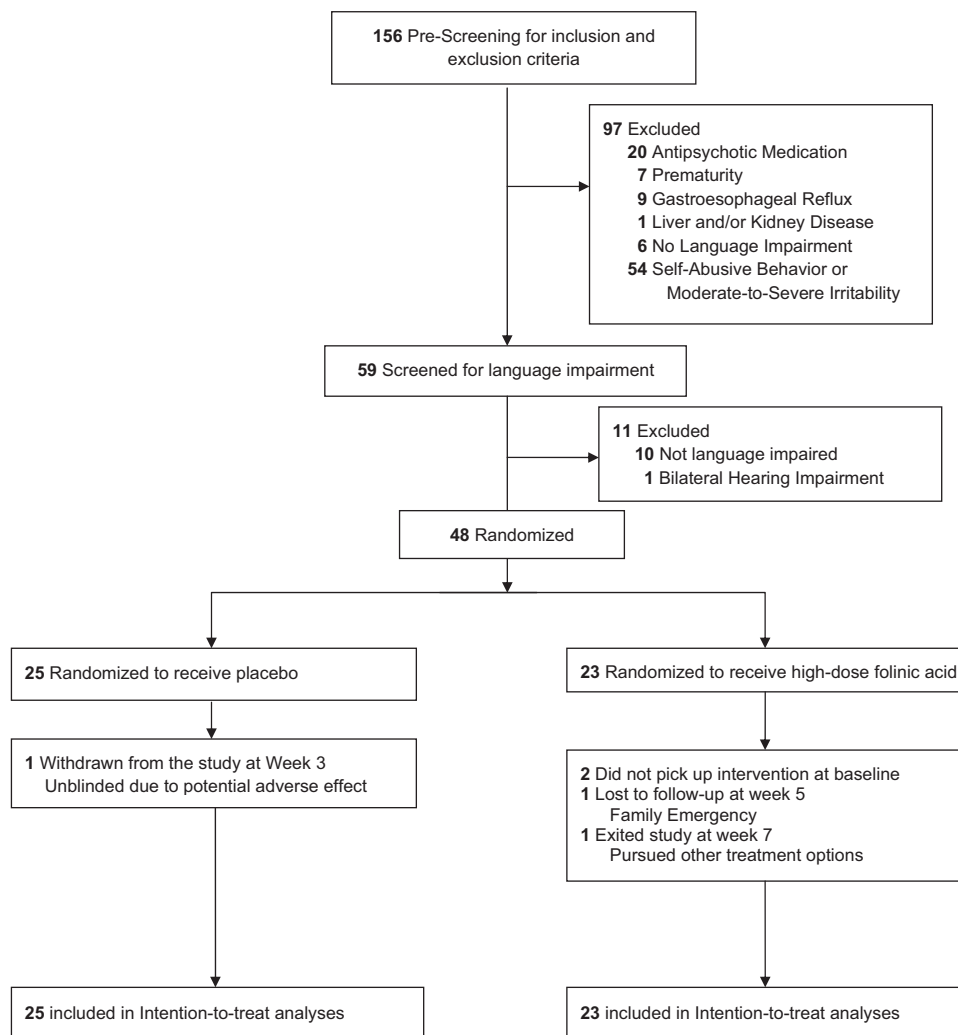 156 Pre-Screening for inclusion and
exclusion criteria
97 Excluded
20 Antipsychotic Medication
7 Prematurity
9 Gastroesophageal Reflux
1 Liver and/or Kidney Disease
6 No Language Impairment
54 Self-Abusive Behavior or
Moderate-to-Severe Irritability
59 Screened for language impairment
11 Excluded
10 Not language impaired
1 Bilateral Hearing Impairment
48 Randomized
25 Randomized to receive placebo
23 Randomized to receive high-dose folinic acid
1 Withdrawn from the study at Week 3
Unblinded due to potential adverse effect
2 Did not pick up intervention at baseline
1 Lost to follow-up at week 5
Family Emergency
1 Exited study at week 7
Pursued other treatment options
25 included in Intention-to-treat analyses
23 included in Intention-to-treat analyses